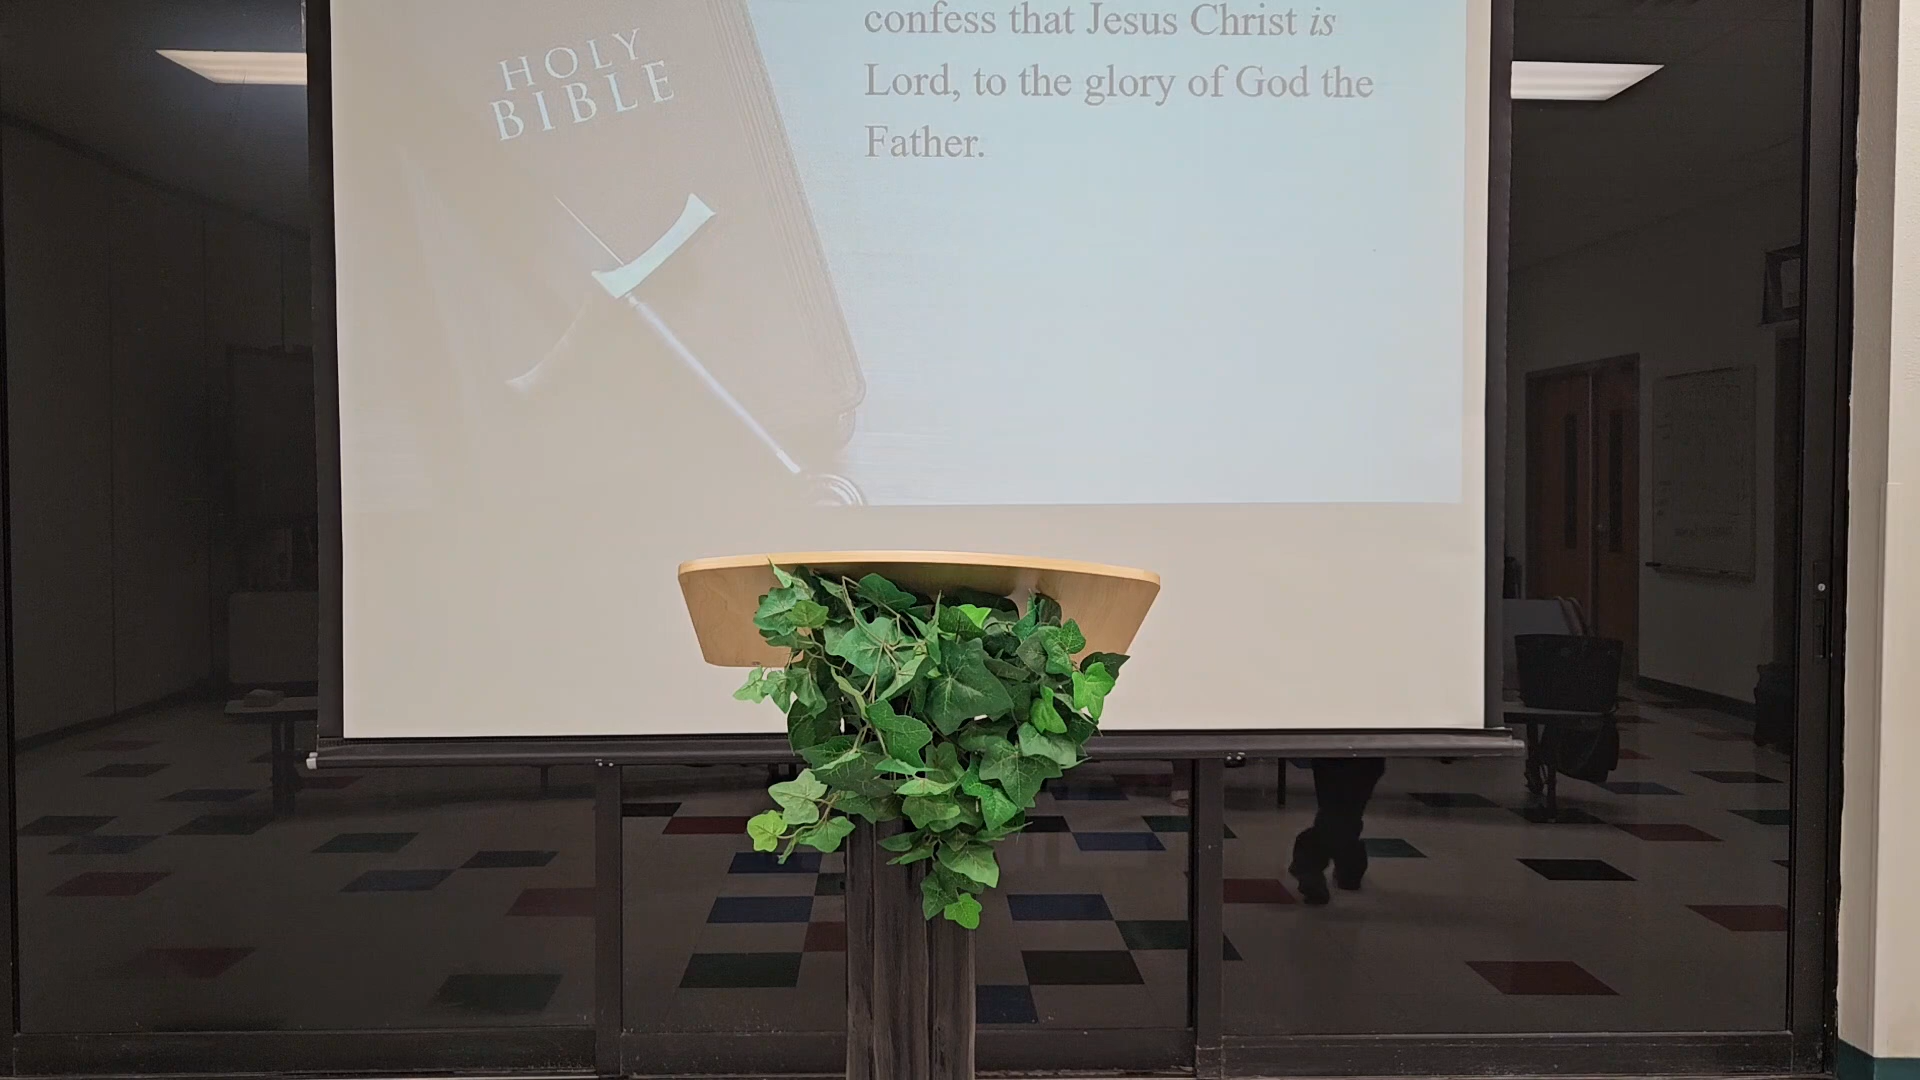 HOLY
BIBLE
confess that Jesus Christ is
Lord, to the glory of God the
Father.